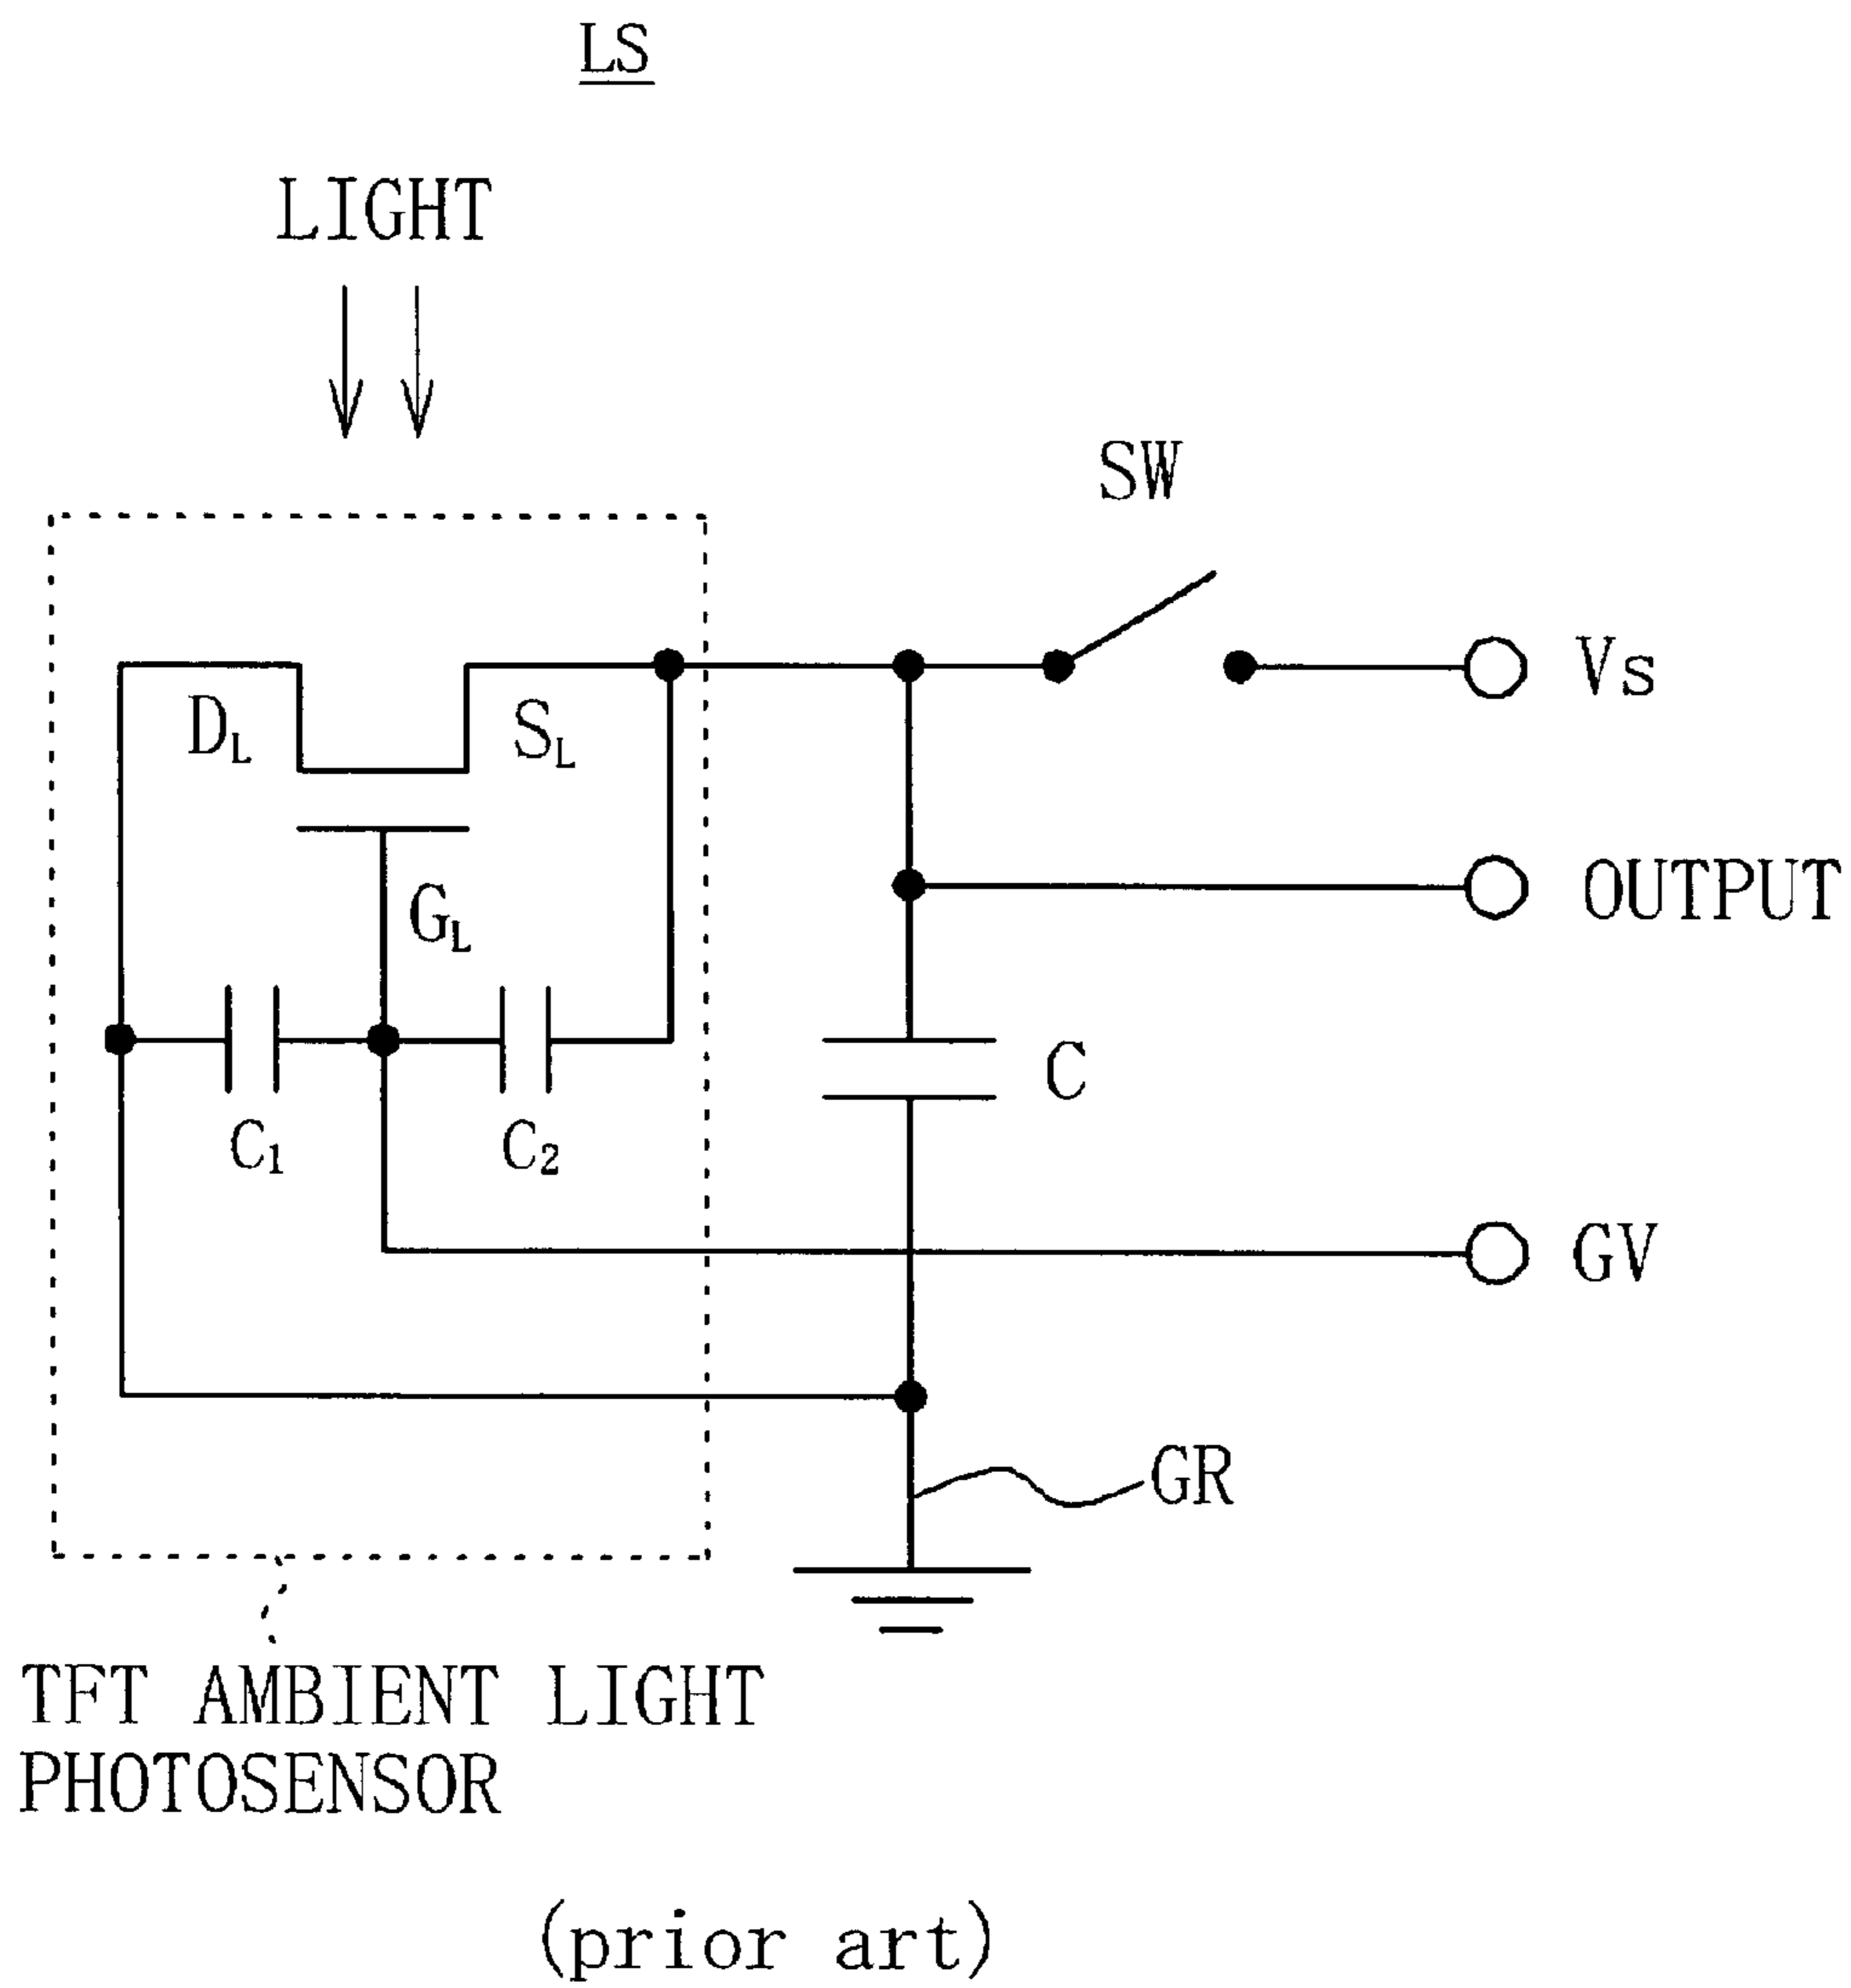 LS
LIGHT
SW
Vs
DL
SL
OUTPUT
GL
C
C1
C2
GV
GR
TFT AMBIENT LIGHT
PHOTOSENSOR
(prior art)